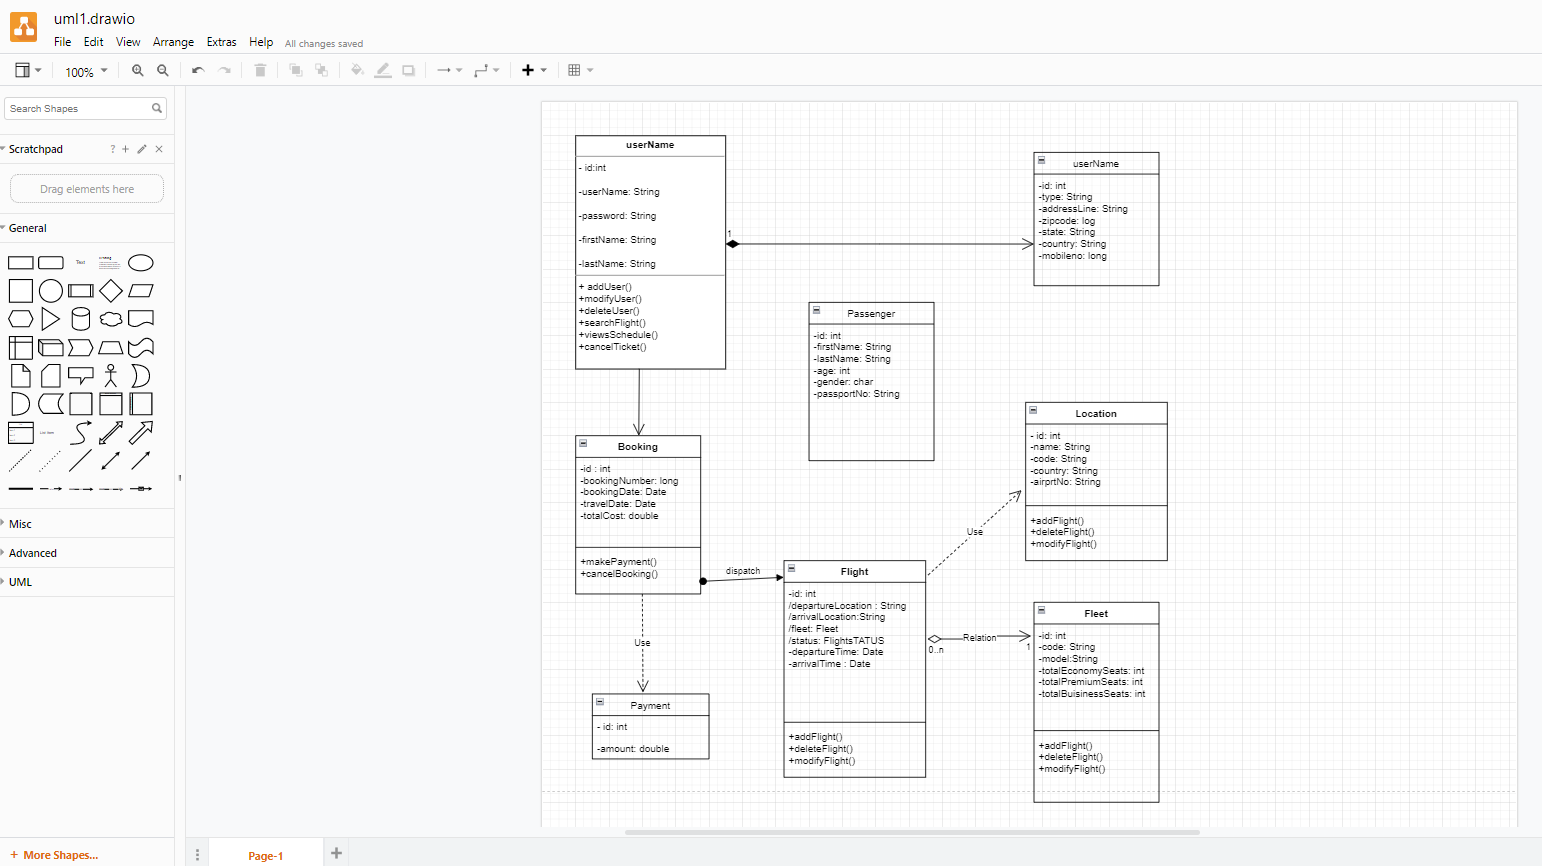 uml1.drawio
File Edit View Arrange Extras Help All changes saved
100%
Search Shapes
Scratchpad ?
Drag elements here
General
Text
Misc
Advanced
UML
+ More Shapes...
Page-1
userName
- id:int
-userName: String
-password: String
-firstName: String
-lastName: String
+ addUser()
+modifyUser()
+deleteUser()
+searchFlight()
+viewsSchedule()
+cancelTicket()
1
userName
-id: int
-type: String
-addressLine: String
-zipcode: log
-state: String
-country: String
-mobileno: long
Passenger
-id: int
-firstName: String
-lastName: String
-age: int
-gender: char
-passportNo: String
Location
- id: int
-name: String
-code: String
-country: String
-airprtNo: String
+addFlight()
+deleteFlight()
+modifyFlight()
Booking
-id : int
-bookingNumber: long
-bookingDate: Date
-travelDate: Date
-totalCost: double
+makePayment()
+cancelBooking()
dispatch
Use
Use
Flight
-id: int
/departureLocation : String
/arrivalLocation:String
/fleet: Fleet
/status: FlightsTATUS
-departureTime: Date
-arrivalTime : Date
+addFlight()
+deleteFlight()
+modifyFlight()
Relation
0..n
1
Fleet
-id: int
-code: String
-model:String
-totalEconomySeats: int
-totalPremiumSeats: int
-totalBuisinessSeats: int
+addFlight()
+deleteFlight()
+modifyFlight()
Payment
- id: int
-amount: double